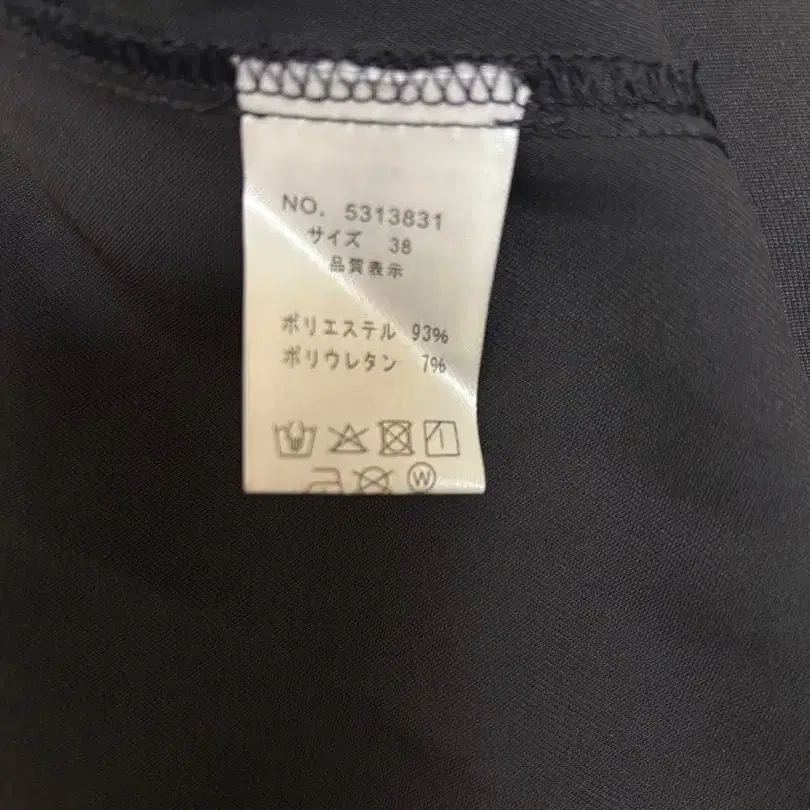 NO. 5313831
サイズ 38
品質表示
ポリエステル 93%
ポリウレタン 7%
W